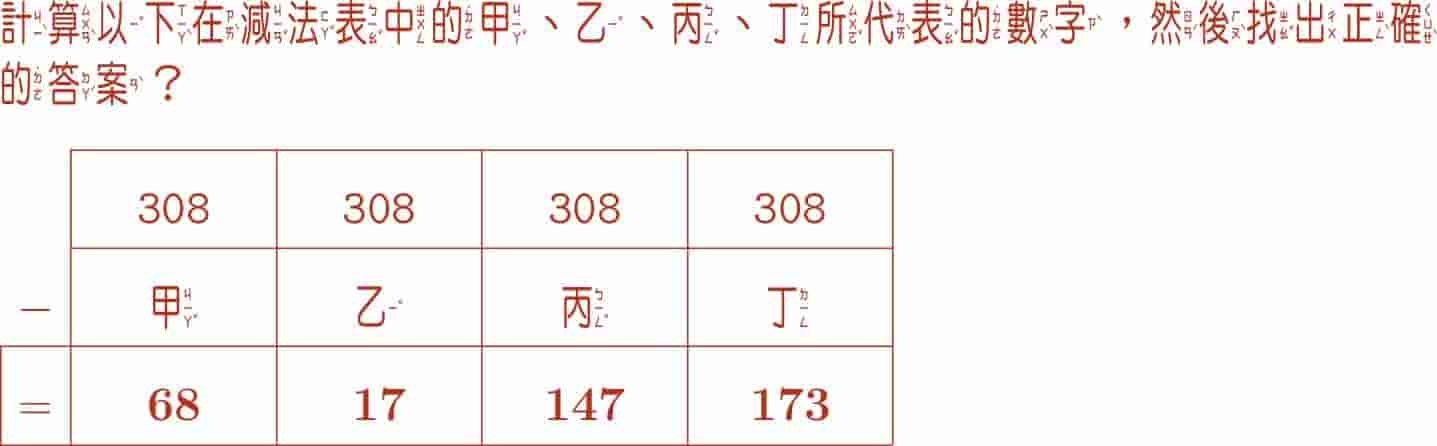 計算以下在減法表中的甲、乙、丙、丁所代表的數字,然後找出正確
的答案?
308 308 308 308
− 甲 乙 丙 丁
= 68 17 147 173